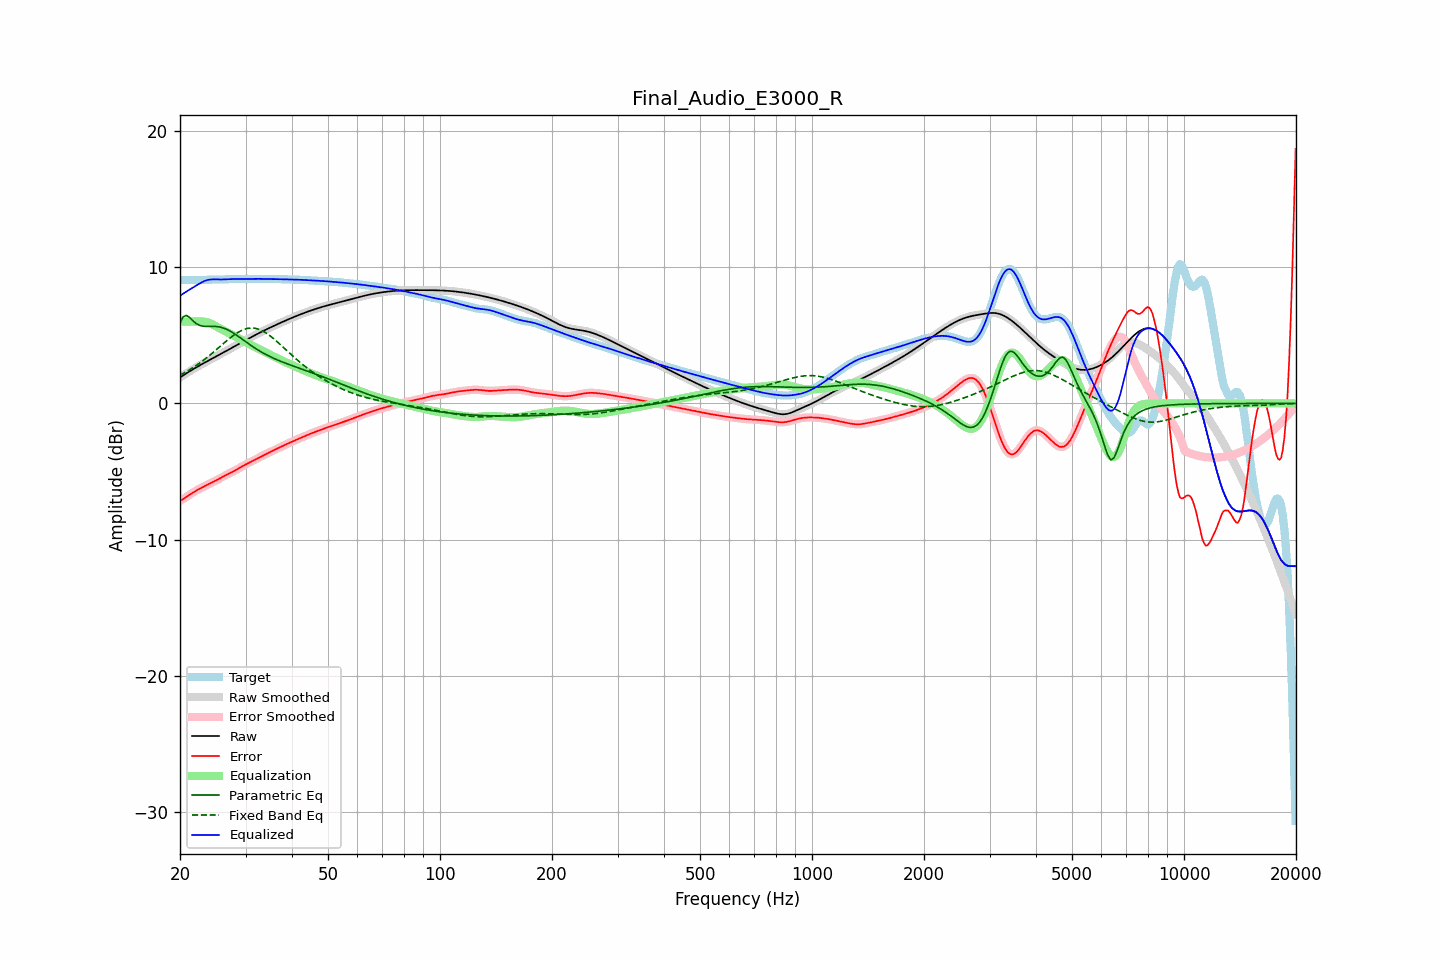 Final_Audio_E3000_R
20
10
0
−10
−20
−30
Amplitude (dBr)
Target
Raw Smoothed
Error Smoothed
Raw
Error
Equalization
Parametric Eq
Fixed Band Eq
Equalized
20 50 100 200 500 1000 2000 5000 10000 20000
Frequency (Hz)